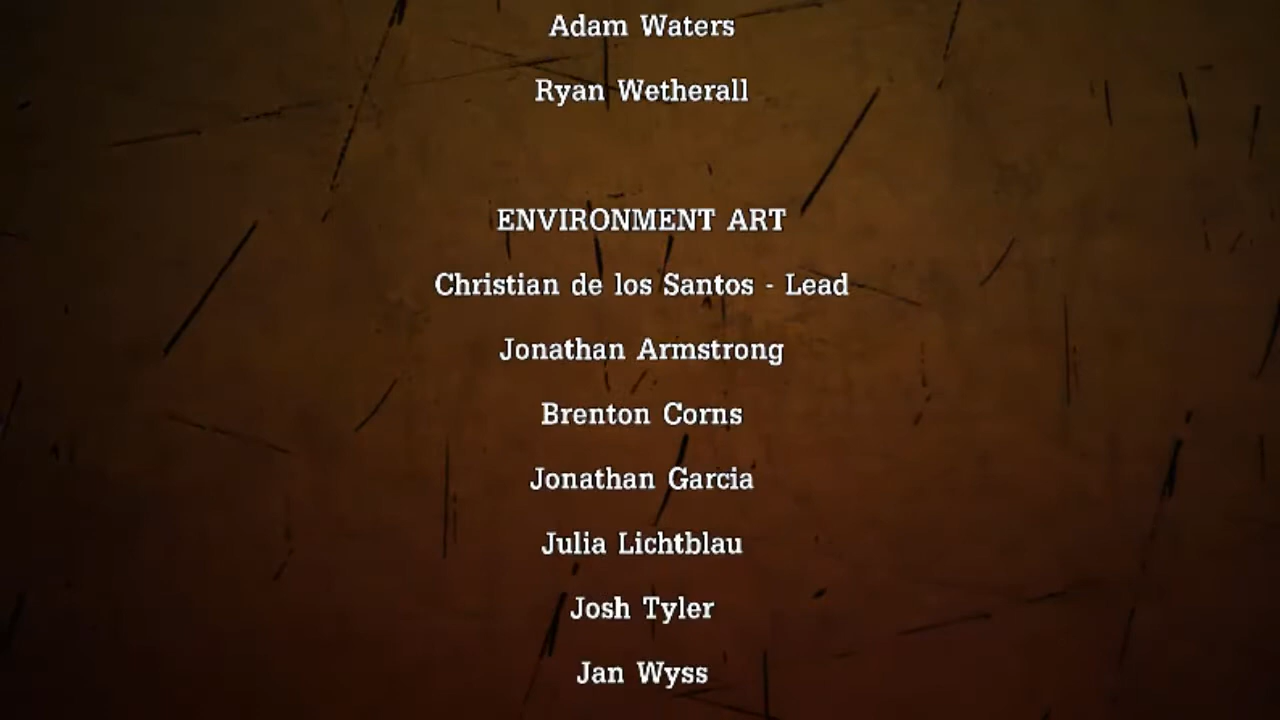 Adam Waters
Ryan Wetherall
ENVIRONMENT ART
Christian de los Santos - Lead
Jonathan Armstrong
Brenton Corns
Jonathan Garcia
Julia Lichtblau
Josh Tyler
Jan Wyss